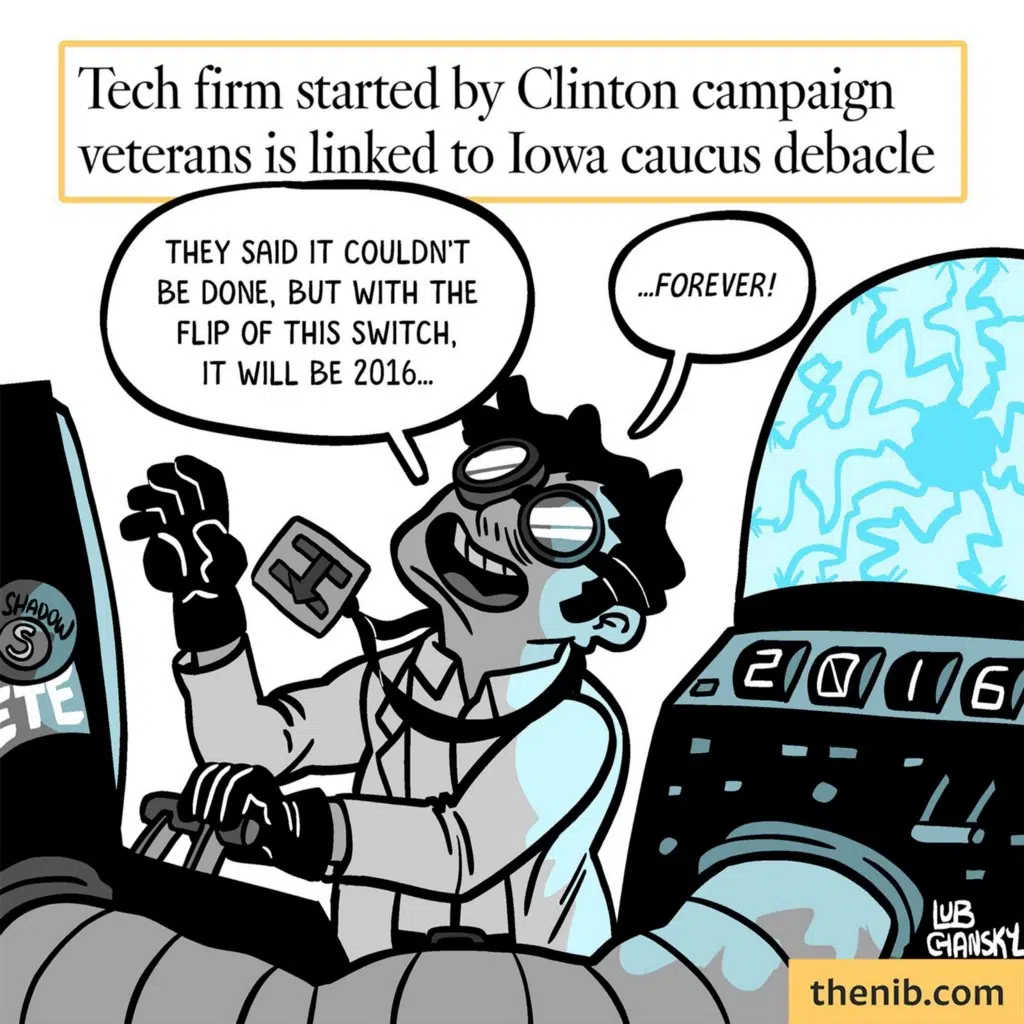 Tech firm started by Clinton campaign
veterans is linked to Iowa caucus debacle
THEY SAID IT COULDN'T
BE DONE, BUT WITH THE
FLIP OF THIS SWITCH,
IT WILL BE 2016...
...FOREVER!
SHADOW
S
ETE
H
2016
LUB
CHANSKY
thenib.com